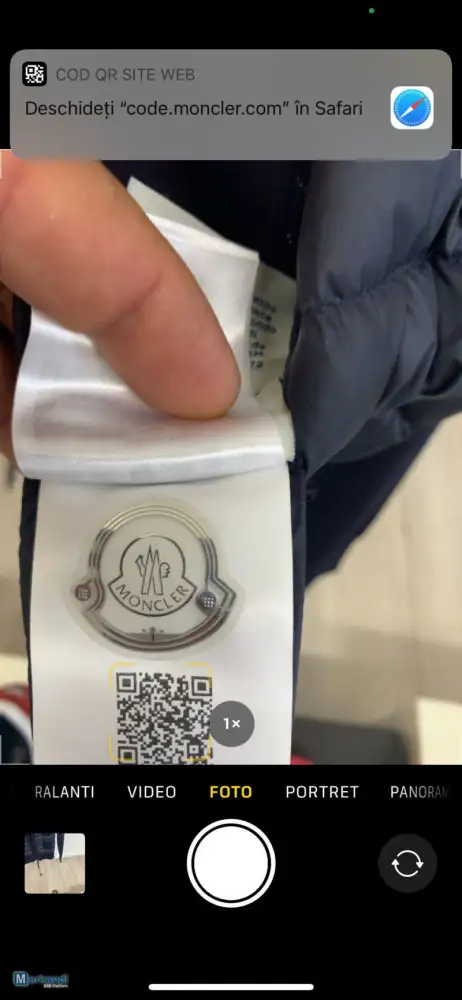 COD QR SITE WEB
Deschideți “code.moncler.com” în Safari
MONCLER
1×
RALANTI VIDEO FOTO PORTRET PANORAM